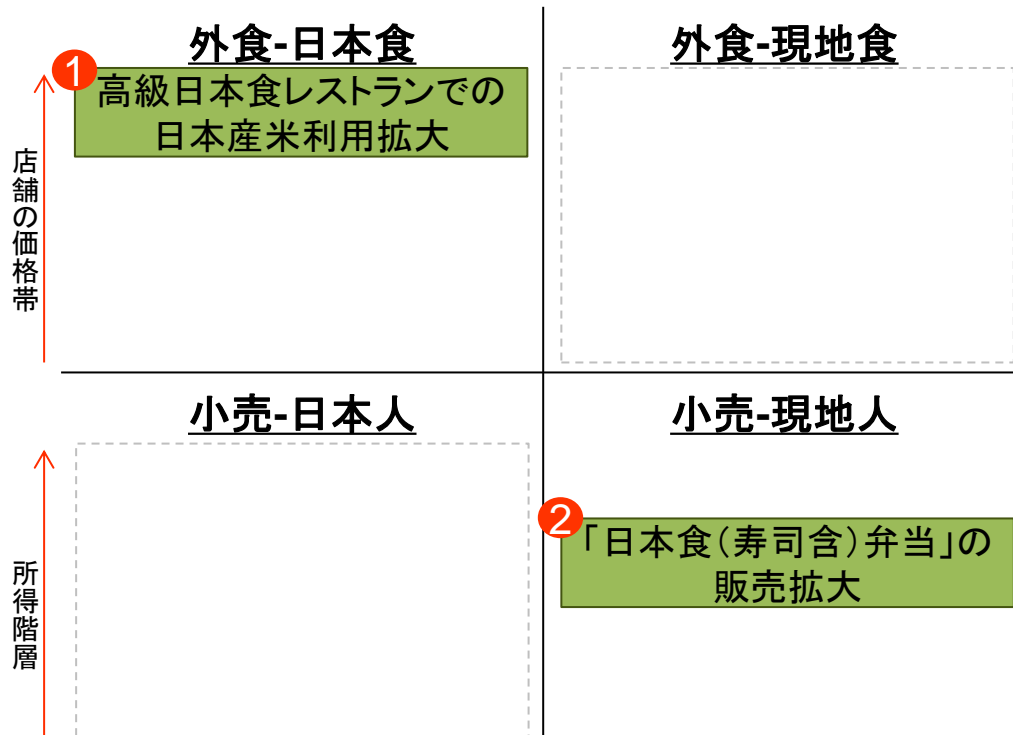 外食-日本食
外食-現地食
1
高級日本食レストランでの
日本産米利用拡大
店舗の価格帯
小売-日本人
小売-現地人
2
「日本食(寿司含)弁当」の
販売拡大
所得階層